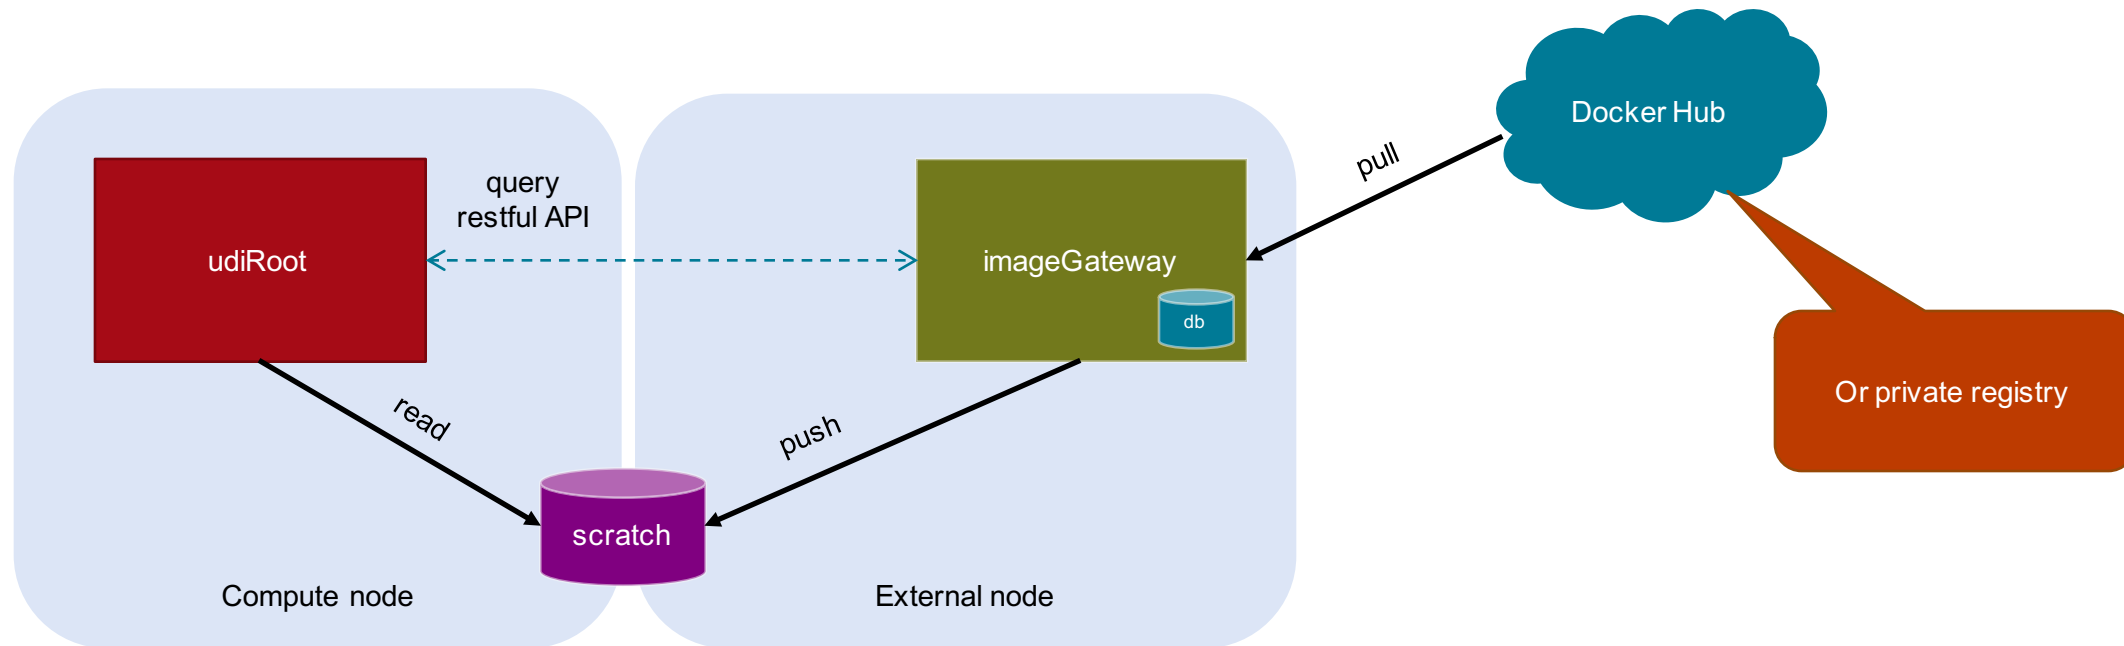 Docker Hub
pull
query
restful API
udiRoot
imageGateway
db
Or private registry
read
push
scratch
Compute node
External node